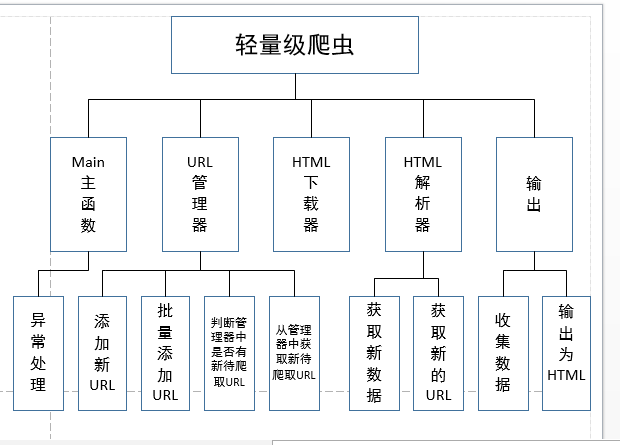 轻量级爬虫
Main
主
函
数
URL
管
理
器
HTML
下
载
器
HTML
解
析
器
输
出
异
常
处
理
添
加
新
URL
批
量
添
加
URL
判断管
理器中
是否有
新待爬
取URL
从管理
器中获
取新待
爬取URL
获
取
新
数
据
获
取
新
的
URL
收
集
数
据
输
出
为
HTML